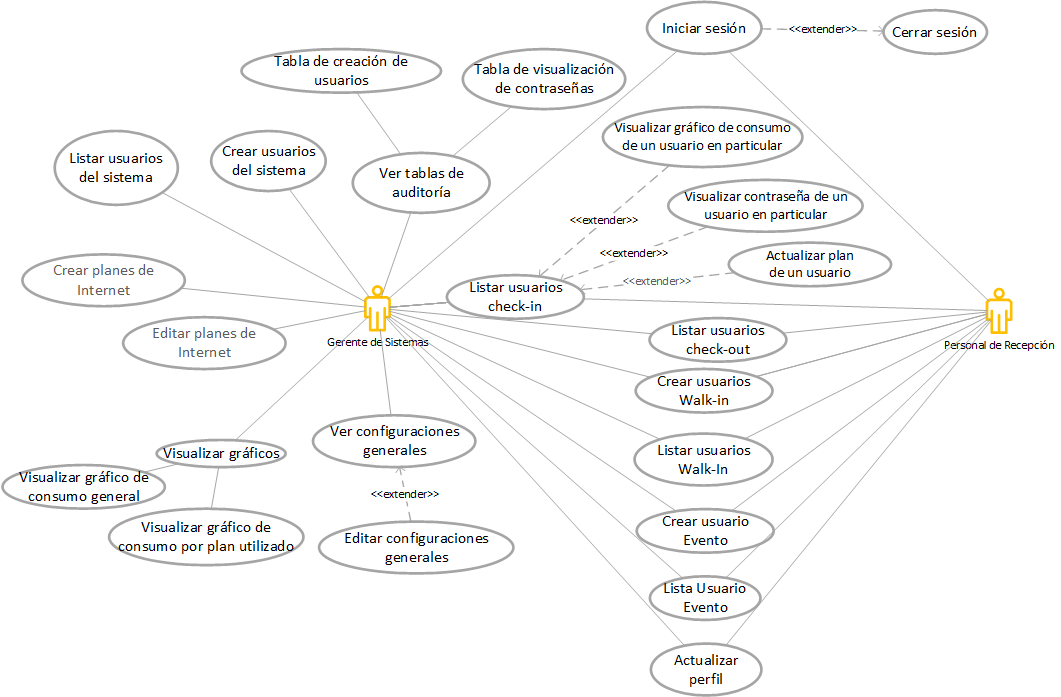 Iniciar sesión
<<extender>>
Cerrar sesión
Tabla de creación de
usuarios
Tabla de visualización
de contraseñas
Visualizar gráfico de consumo
de un usuario en particular
Listar usuarios
del sistema
Crear usuarios
del sistema
Ver tablas de
auditoría
Visualizar contraseña de un
usuario en particular
<<extender>>
<<extender>>
Actualizar plan
de un usuario
<<extender>>
Crear planes de
Internet
Listar usuarios
check-in
Editar planes de
Internet
Gerente de Sistemas
Listar usuarios
check-out
Personal de Recepción
Crear usuarios
Walk-in
Ver configuraciones
generales
Listar usuarios
Walk-In
Visualizar gráficos
Visualizar gráfico de
consumo general
<<extender>>
Visualizar gráfico de
consumo por plan utilizado
Editar configuraciones
generales
Crear usuario
Evento
Lista Usuario
Evento
Actualizar
perfil